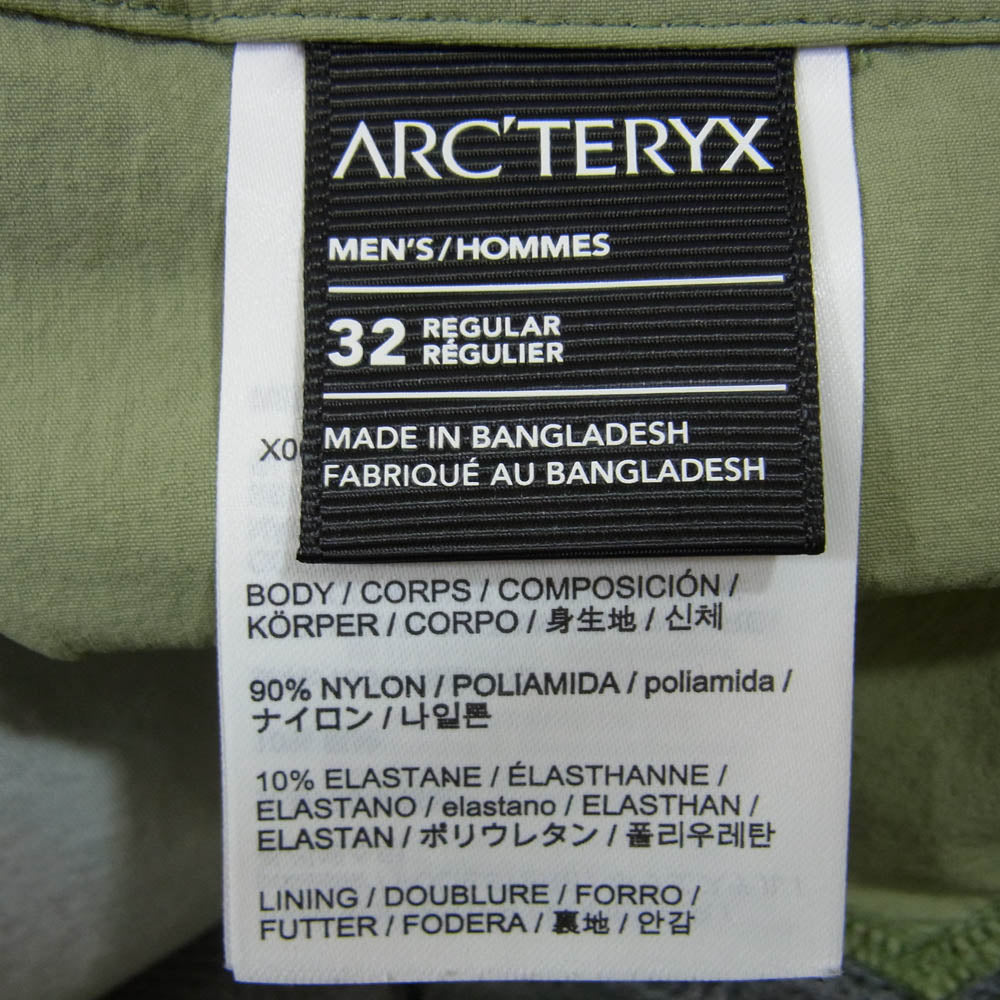 ARC'TERYX
MEN'S/HOMMES
32 REGULAR
RÉGULIER
MADE IN BANGLADESH
FABRIQUÉ AU BANGLADESH
BODY / CORPS / COMPOSICIÓN /
KÖRPER / CORPO / 身生地 / 신체
90% NYLON / POLIAMIDA / poliamida /
ナイロン / 나일론
10% ELASTANE / ÉLASTHANNE /
ELASTANO / elastano / ELASTHAN /
ELASTAN / ポリウレタン / 폴리우레탄
LINING / DOUBLURE / FORRO /
FUTTER / FODERA / 裏地 / 안감